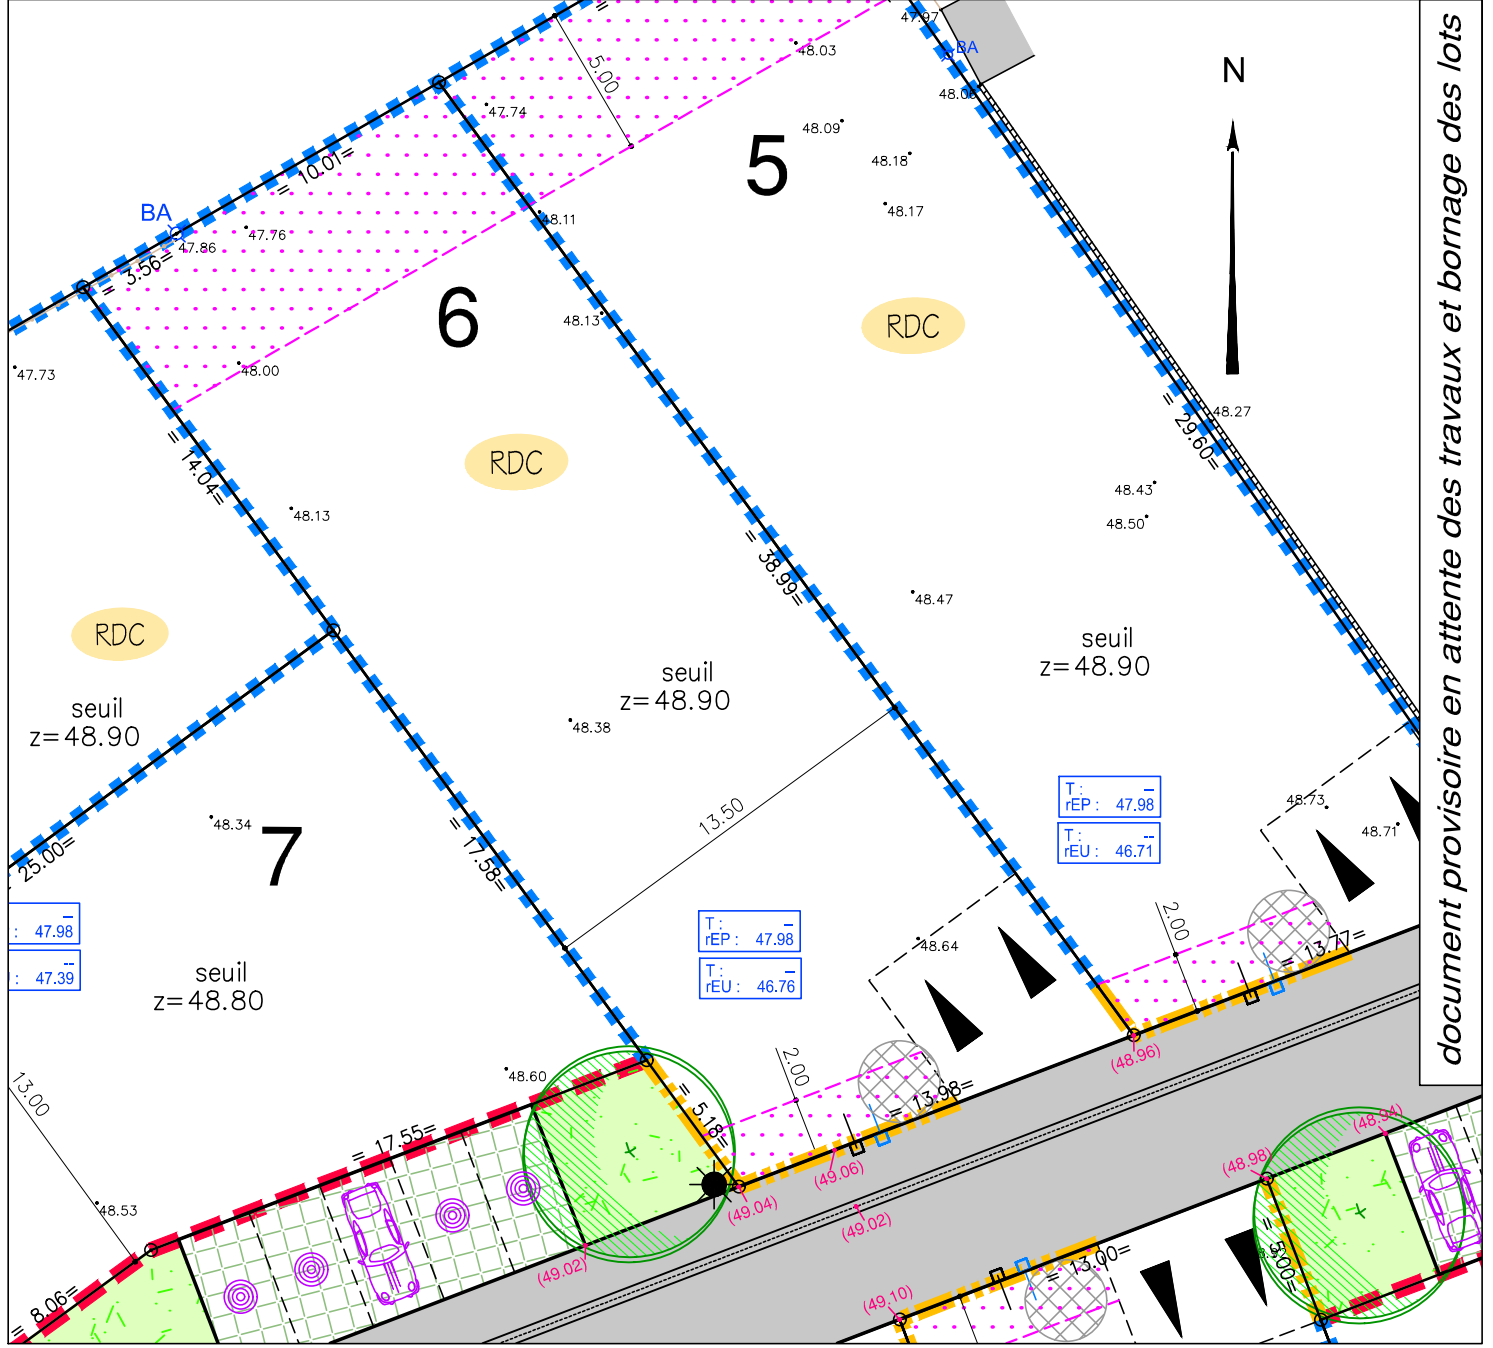 47.97
BA
48.03
48.06
5.00
N
47.74
48.09
5
48.18
= 10.01=
48.17
BA
48.11
47.76
47.86
= 3.56=
6
48.13
RDC
48.00
47.73
48.27
= 29.60=
= 14.04=
RDC
48.43
48.13
48.50
= 38.99=
48.47
RDC
seuil
z=48.90
seuil
z=48.90
seuil
z=48.90
48.38
T : –
rEP : 47.98
T : --
rEU : 46.71
48.73
48.71
13.50
48.34
7
= 17.58=
25.00=
: 47.98
--
: 47.39
T : –
rEP : 47.98
T : –
rEU : 46.76
48.64
2.00
= 13.77=
seuil
z=48.80
48.60
2.00
= 13.98=
(48.96)
13.00
= 5.18=
= 17.55=
(49.06)
(48.94)
(48.98)
48.53
(49.04)
(49.02)
(49.02)
= 5.00=
= 13.00=
= 8.06=
(49.10)
document provisoire en attente des travaux et bornage des lots